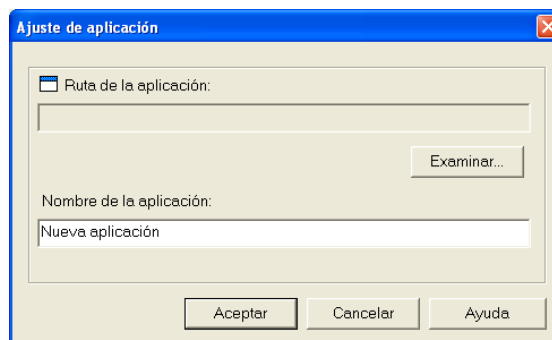 Ajuste de aplicación
Ruta de la aplicación:
Examinar...
Nombre de la aplicación:
Nueva aplicación
Aceptar Cancelar Ayuda